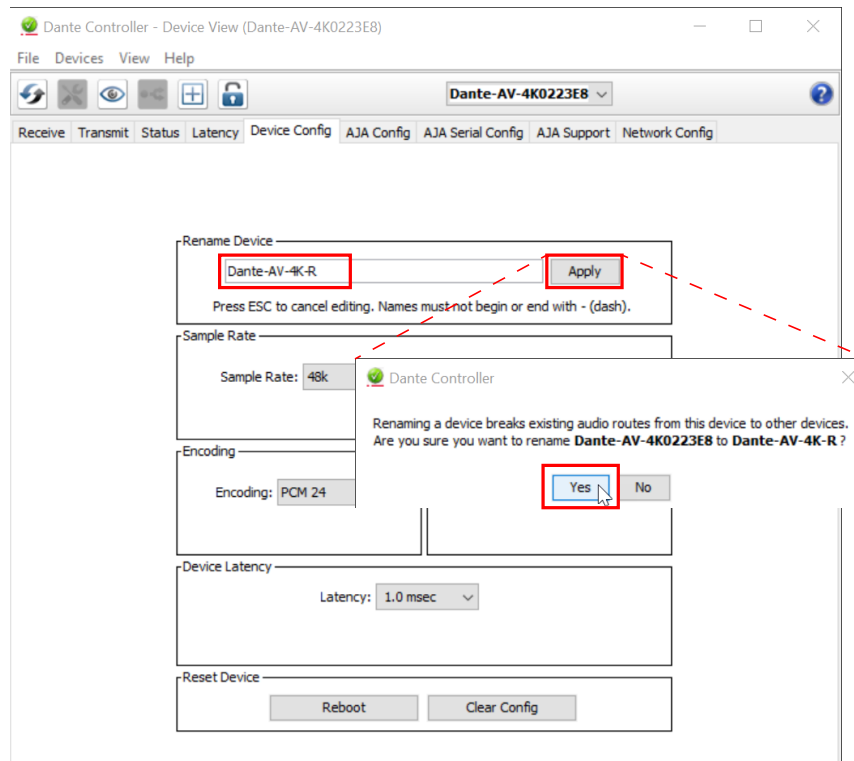 Dante Controller - Device View (Dante-AV-4K0223E8)
File Devices View Help
Dante-AV-4K0223E8
Receive Transmit Status Latency Device Config AJA Config AJA Serial Config AJA Support Network Config
Rename Device
Dante-AV-4K-R Apply
Press ESC to cancel editing. Names must not begin or end with - (dash).
Sample Rate
Sample Rate: 48k
Dante Controller
Renaming a device breaks existing audio routes from this device to other devices.
Are you sure you want to rename Dante-AV-4K0223E8 to Dante-AV-4K-R ?
Yes No
Encoding
Encoding: PCM 24
Device Latency
Latency: 1.0 msec
Reset Device
Reboot Clear Config